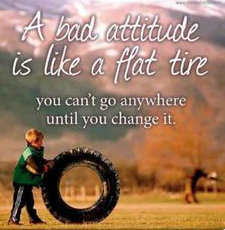 A bad attitude
is like a flat tire
you can't go anywhere
until you change it.